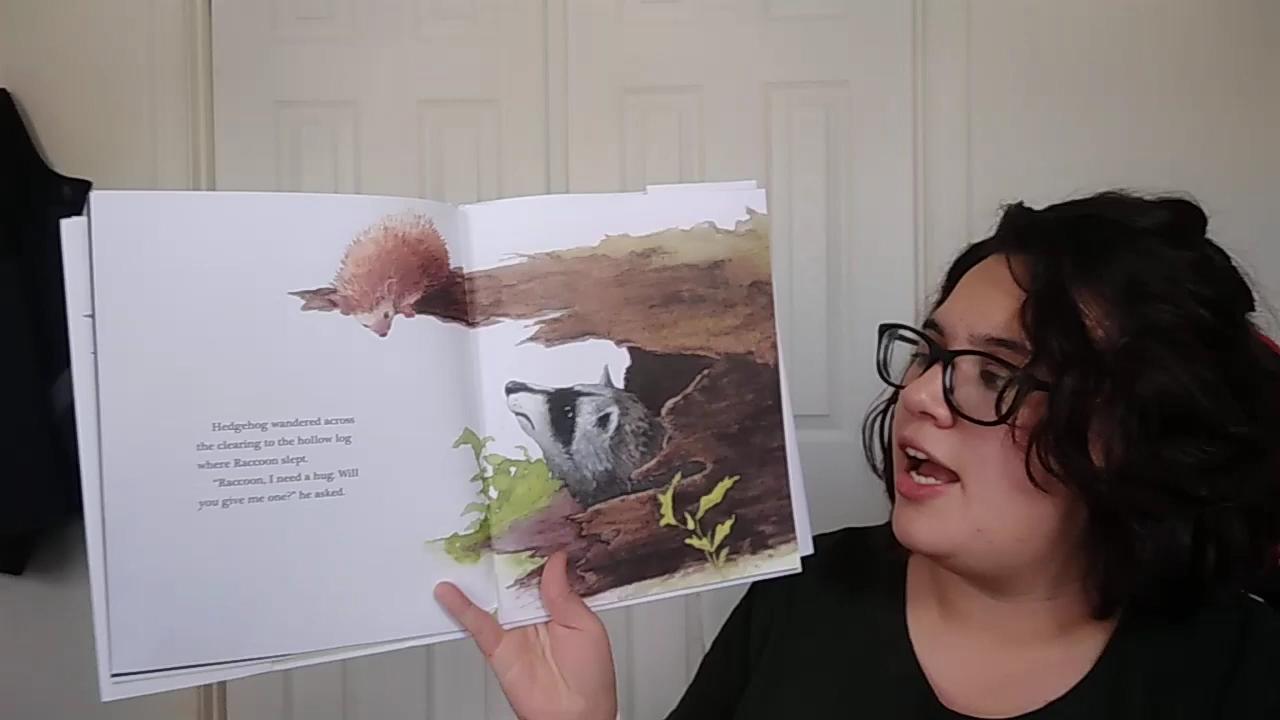 Hedgehog wandered across
the clearing to the hollow log
where Raccoon slept.
"Raccoon, I need a hug. Will
you give me one?" he asked.